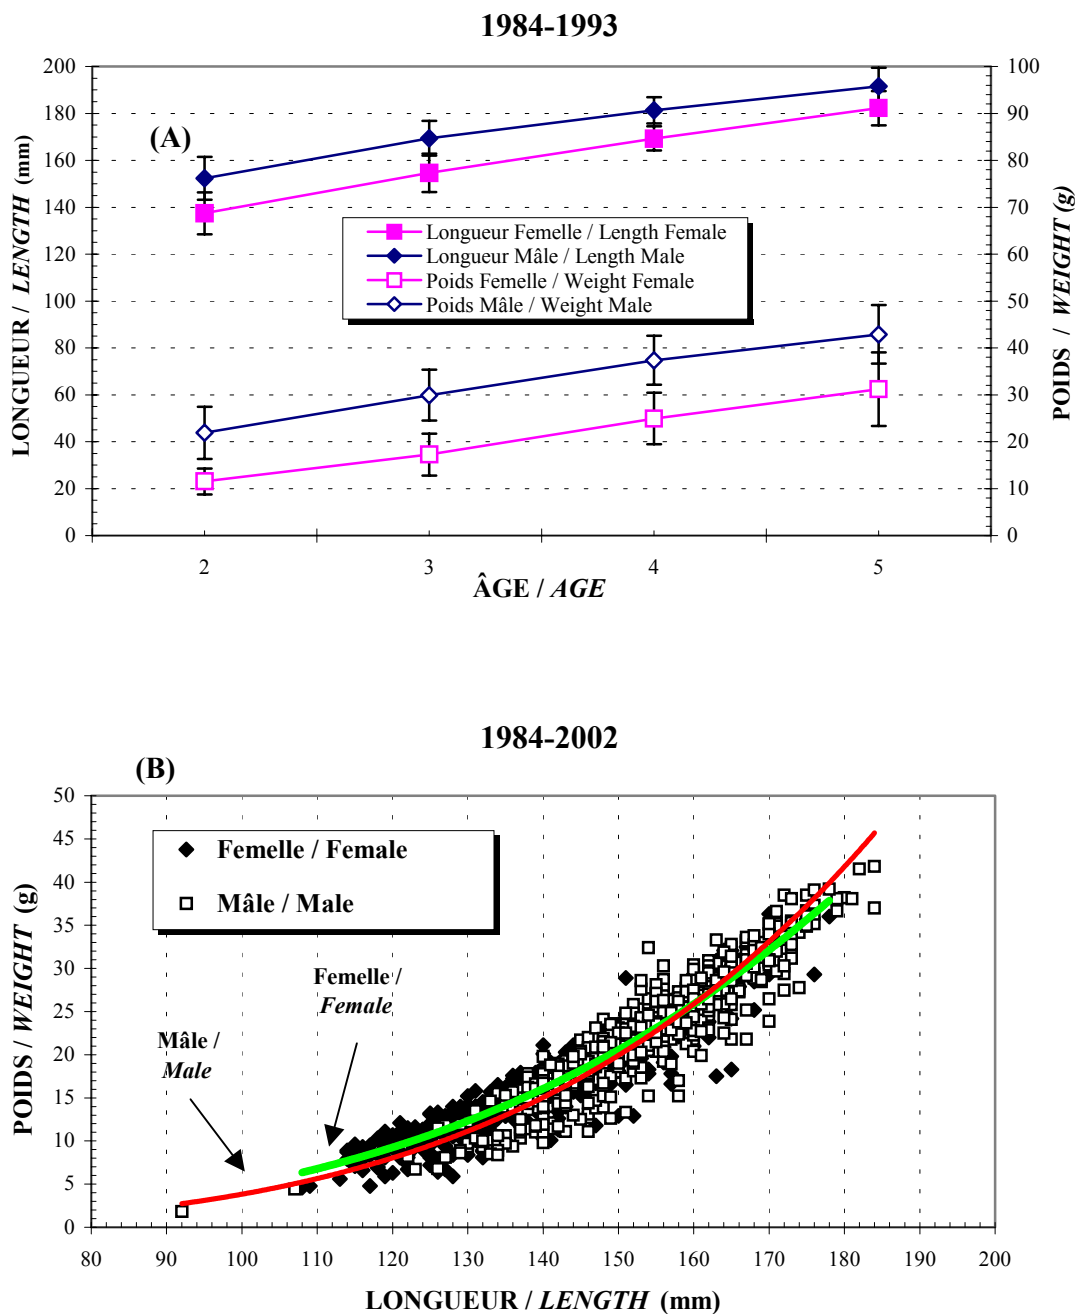 1984-1993
200
180
160
140
120
100
80
60
40
20
0
LONGUEUR / LENGTH (mm)
(A)
100
90
80
70
60
50
40
30
20
10
0
POIDS / WEIGHT (g)
Longueur Femelle / Length Female
Longueur Mâle / Length Male
Poids Femelle / Weight Female
Poids Mâle / Weight Male
2 3 4 5
ÂGE / AGE
1984-2002
(B)
50
45
40
35
30
25
20
15
10
5
0
POIDS / WEIGHT (g)
Femelle / Female
Mâle / Male
Femelle /
Female
Mâle /
Male
80 90 100 110 120 130 140 150 160 170 180 190 200
LONGUEUR / LENGTH (mm)